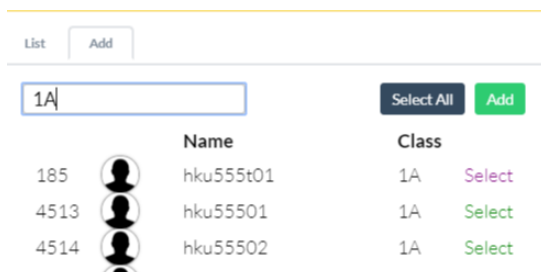 List Add
1A Select All Add
Name Class
185 hku555t01 1A Select
4513 hku55501 1A Select
4514 hku55502 1A Select